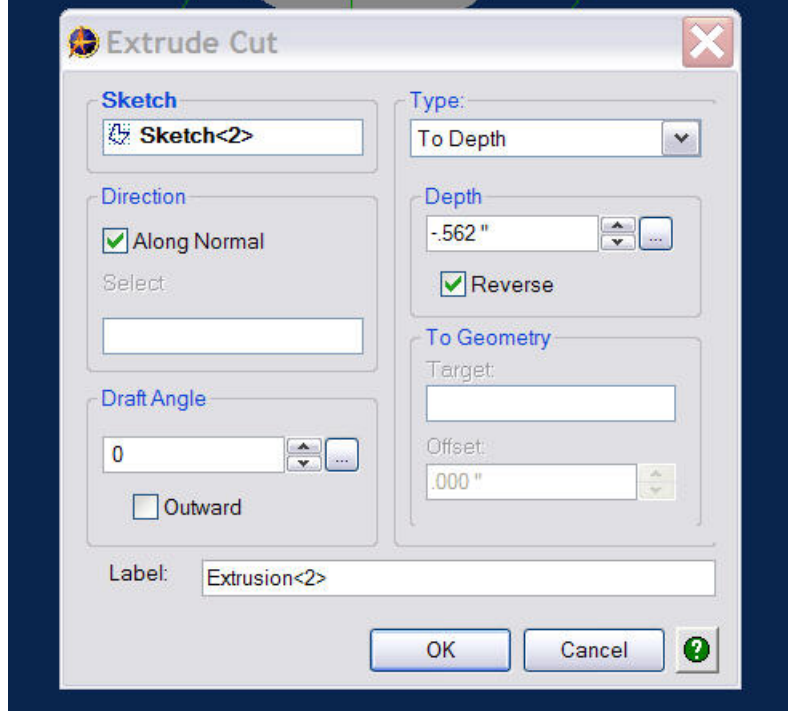 Extrude Cut
Sketch
Sketch<2>
Type:
To Depth
Direction
Along Normal
Select
Depth
-.562 "
...
Reverse
To Geometry
Target:
Offset:
.000 "
Draft Angle
0
...
Outward
Label:
Extrusion<2>
OK
Cancel
?